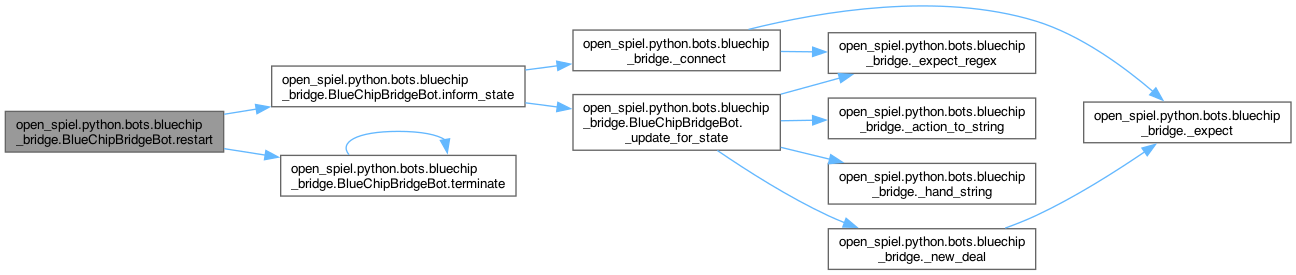 open_spiel.python.bots.bluechip
_bridge.BlueChipBridgeBot.restart
open_spiel.python.bots.bluechip
_bridge.BlueChipBridgeBot.inform_state
open_spiel.python.bots.bluechip
_bridge.BlueChipBridgeBot.terminate
open_spiel.python.bots.bluechip
_bridge._connect
open_spiel.python.bots.bluechip
_bridge.BlueChipBridgeBot.
_update_for_state
open_spiel.python.bots.bluechip
_bridge._expect_regex
open_spiel.python.bots.bluechip
_bridge._action_to_string
open_spiel.python.bots.bluechip
_bridge._hand_string
open_spiel.python.bots.bluechip
_bridge._new_deal
open_spiel.python.bots.bluechip
_bridge._expect